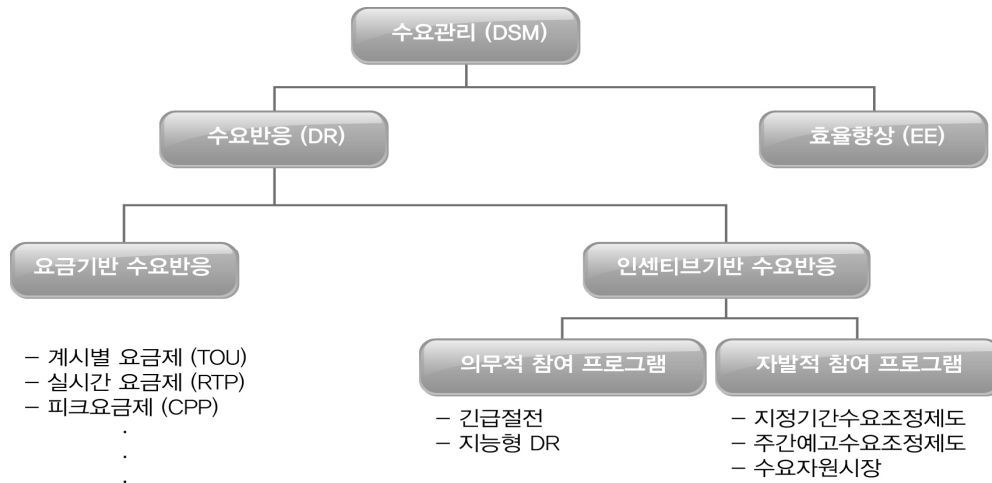 수요관리 (DSM)
수요반응 (DR)
효율향상 (EE)
요금기반 수요반응
인센티브기반 수요반응
– 계시별 요금제 (TOU)
– 실시간 요금제 (RTP)
– 피크요금제 (CPP)
.
.
.
의무적 참여 프로그램
– 긴급절전
– 지능형 DR
자발적 참여 프로그램
– 지정기간수요조정제도
– 주간예고수요조정제도
– 수요자원시장